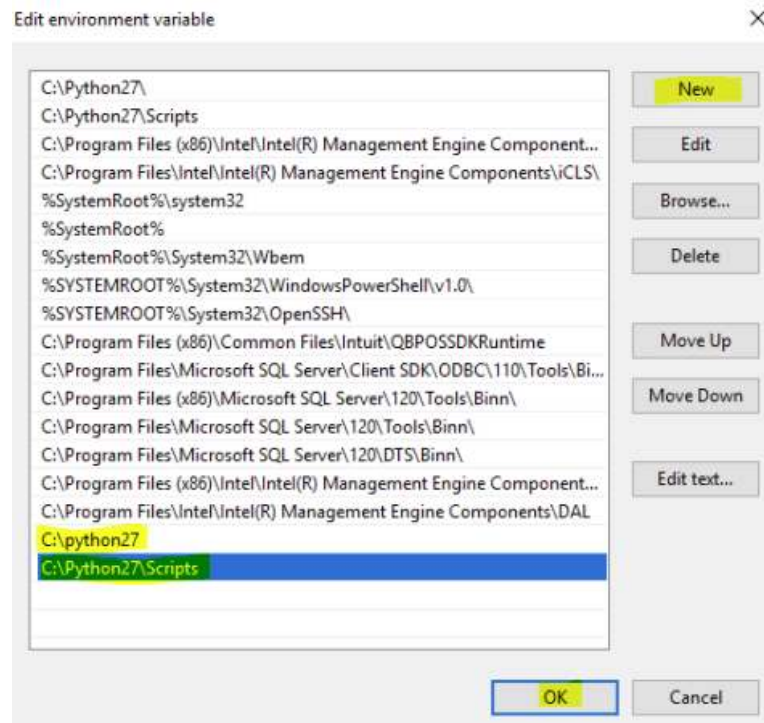 Edit environment variable
C:\Python27\
C:\Python27\Scripts
C:\Program Files (x86)\Intel\Intel(R) Management Engine Component...
C:\Program Files\Intel\Intel(R) Management Engine Components\iCLS\
%SystemRoot%\system32
%SystemRoot%
%SystemRoot%\System32\Wbem
%SYSTEMROOT%\System32\WindowsPowerShell\v1.0\
%SYSTEMROOT%\System32\OpenSSH\
C:\Program Files (x86)\Common Files\Intuit\QBPOSSDKRuntime
C:\Program Files\Microsoft SQL Server\Client SDK\ODBC\110\Tools\Bi...
C:\Program Files (x86)\Microsoft SQL Server\120\Tools\Binn\
C:\Program Files\Microsoft SQL Server\120\Tools\Binn\
C:\Program Files\Microsoft SQL Server\120\DTS\Binn\
C:\Program Files (x86)\Intel\Intel(R) Management Engine Component...
C:\Program Files\Intel\Intel(R) Management Engine Components\DAL
C:\python27
C:\Python27\Scripts
New
Edit
Browse...
Delete
Move Up
Move Down
Edit text...
OK
Cancel